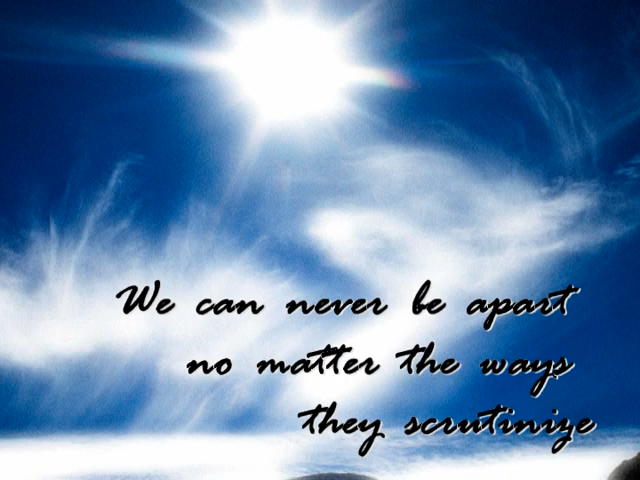 We can never be apart
no matter the ways
they scrutinize